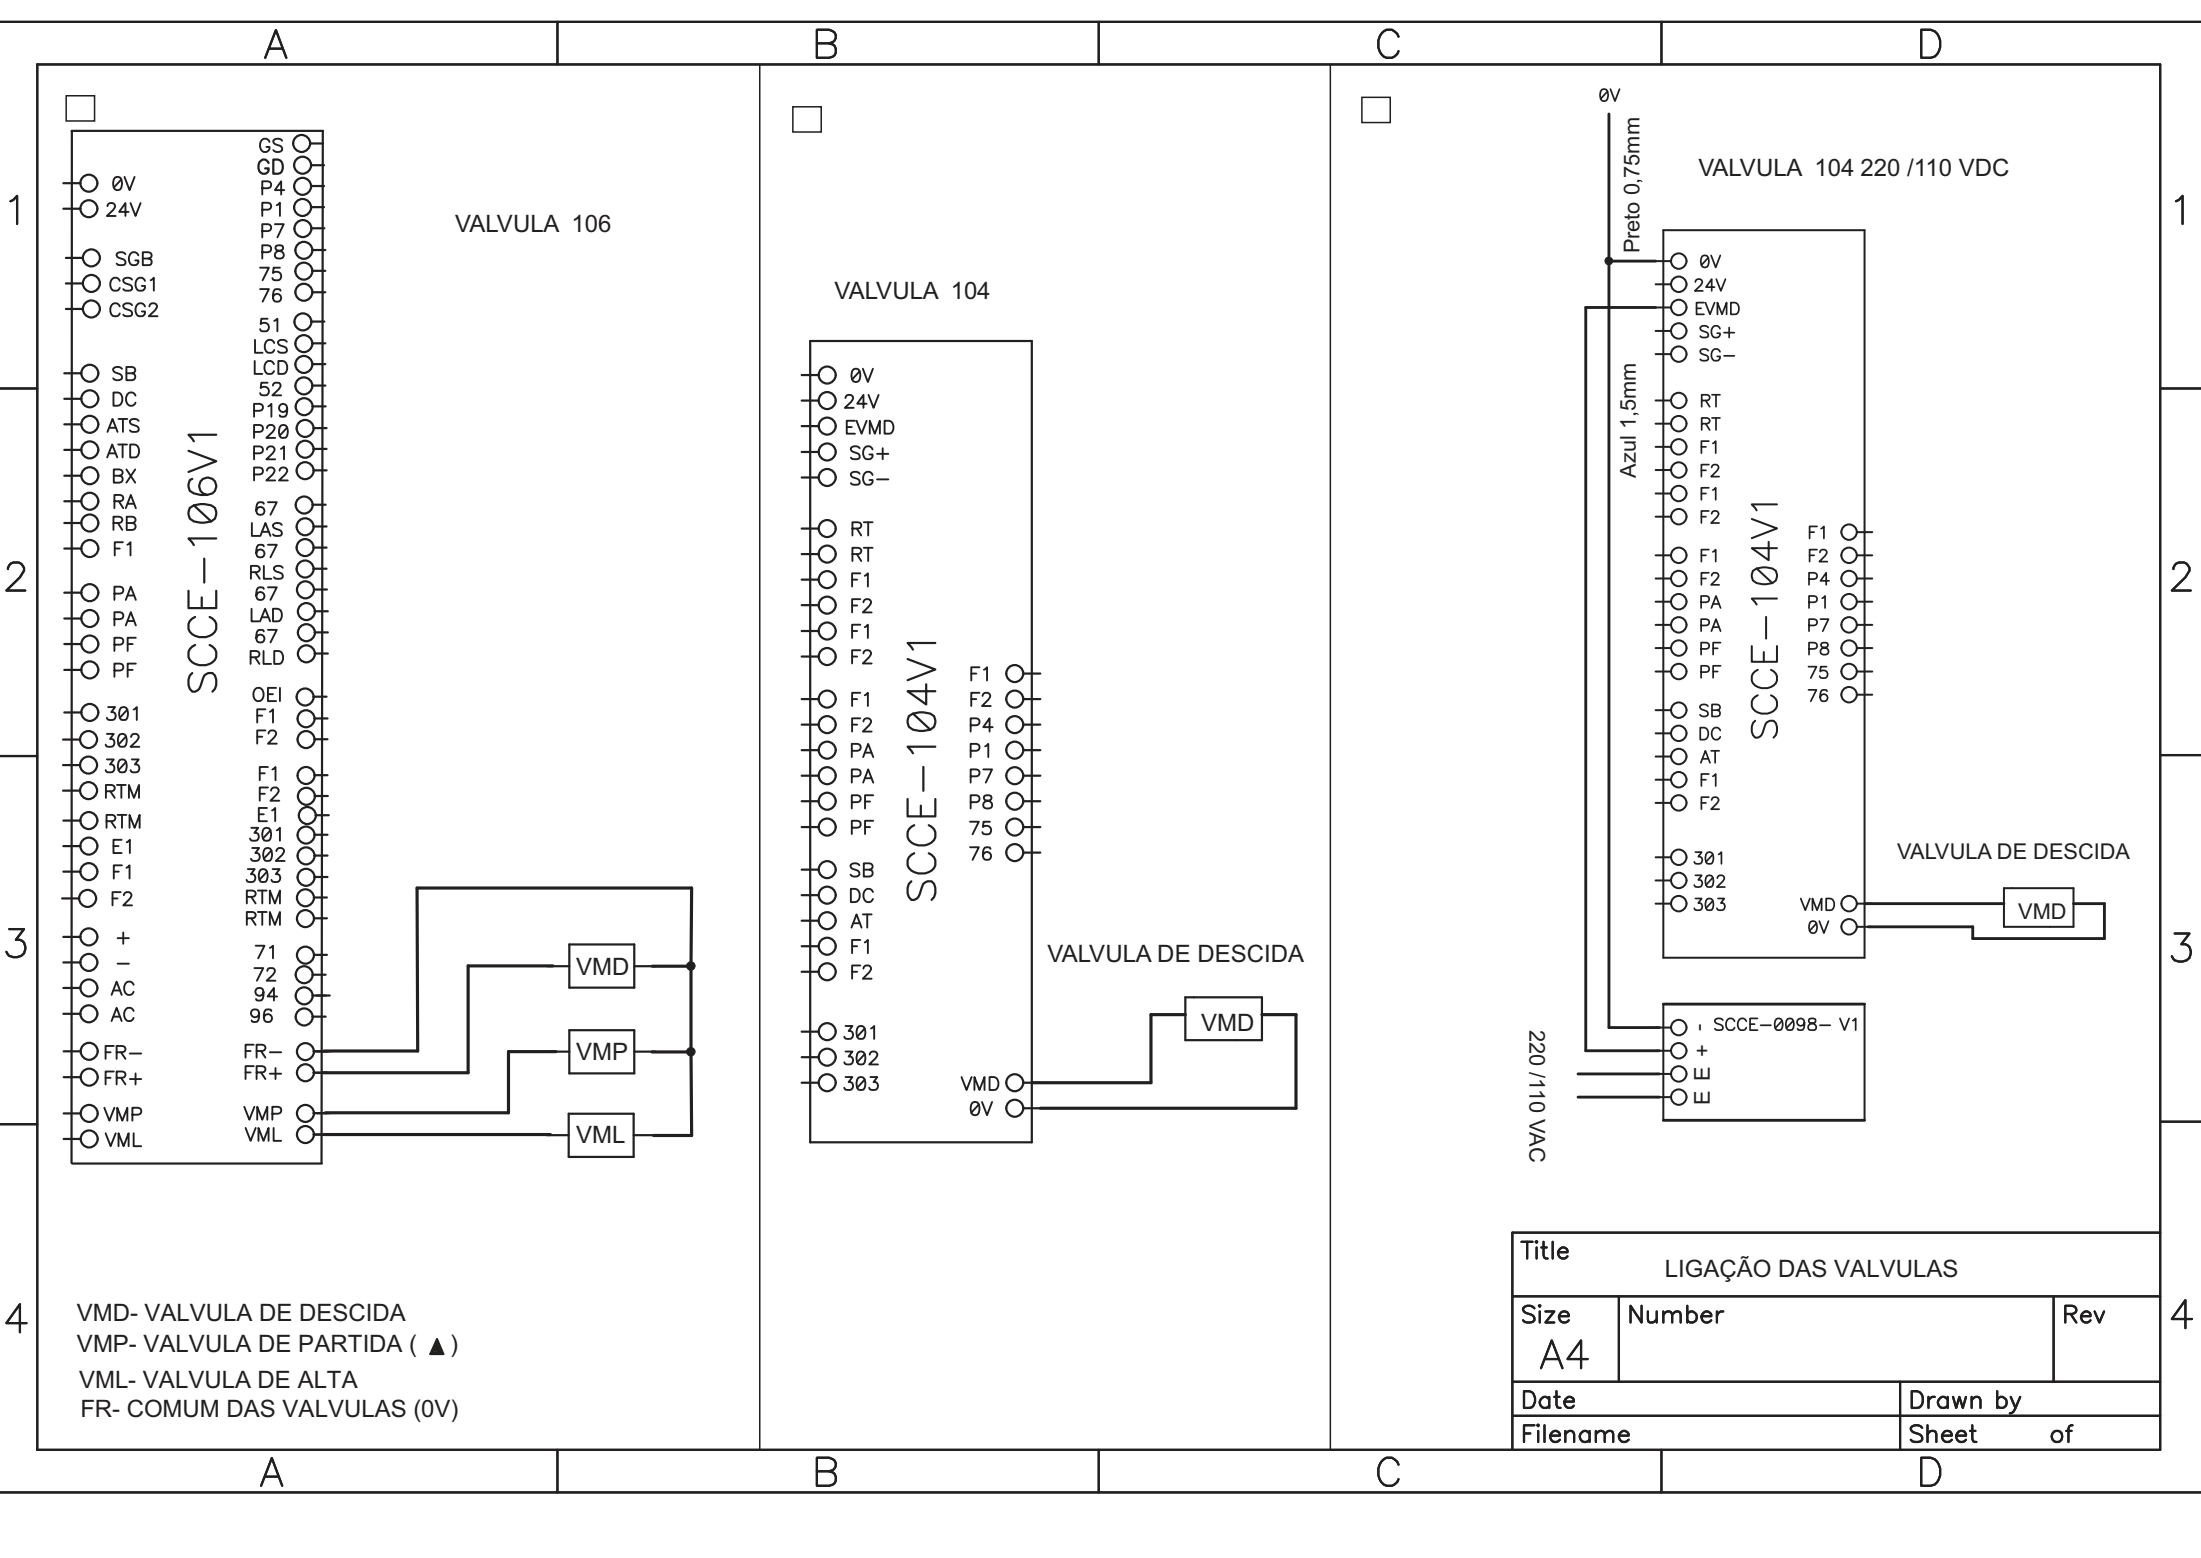 A
B
C
D
1
2
3
4
VALVULA 106
0V
24V
SGB
CSG1
CSG2
SB
DC
ATS
ATD
BX
RA
RB
F1
PA
PA
PF
PF
301
302
303
RTM
RTM
E1
F1
F2
+
−
AC
AC
FR−
FR+
VMP
VML
SCCE−106V1
GS
GD
P4
P1
P7
P8
75
76
51
LCS
LCD
52
P19
P20
P21
P22
67
LAS
67
RLS
67
LAD
67
RLD
OEI
F1
F2
F1
F2
E1
301
302
303
RTM
RTM
71
72
94
96
FR−
FR+
VMP
VML
VMD
VMP
VML
VMD- VALVULA DE DESCIDA
VMP- VALVULA DE PARTIDA ( ▲ )
VML- VALVULA DE ALTA
FR- COMUM DAS VALVULAS (0V)
VALVULA 104
0V
24V
EVMD
SG+
SG−
RT
RT
F1
F2
F1
F2
F1
F2
PA
PA
PF
PF
SB
DC
AT
F1
F2
301
302
303
SCCE−104V1
F1
F2
P4
P1
P7
P8
75
76
VMD
0V
VALVULA DE DESCIDA
VMD
0V
Preto 0,75mm
Azul 1,5mm
VALVULA 104 220 /110 VDC
0V
24V
EVMD
SG+
SG−
RT
RT
F1
F2
F1
F2
F1
F2
PA
PA
PF
PF
SB
DC
AT
F1
F2
301
302
303
SCCE−104V1
F1
F2
P4
P1
P7
P8
75
76
VMD
0V
VALVULA DE DESCIDA
VMD
- SCCE−0098− V1
+
E
E
220 /110 VAC
Title
LIGAÇÃO DAS VALVULAS
Size
A4
Number
Rev
Date
Drawn by
Filename
Sheet of
1
2
3
4
A
B
C
D